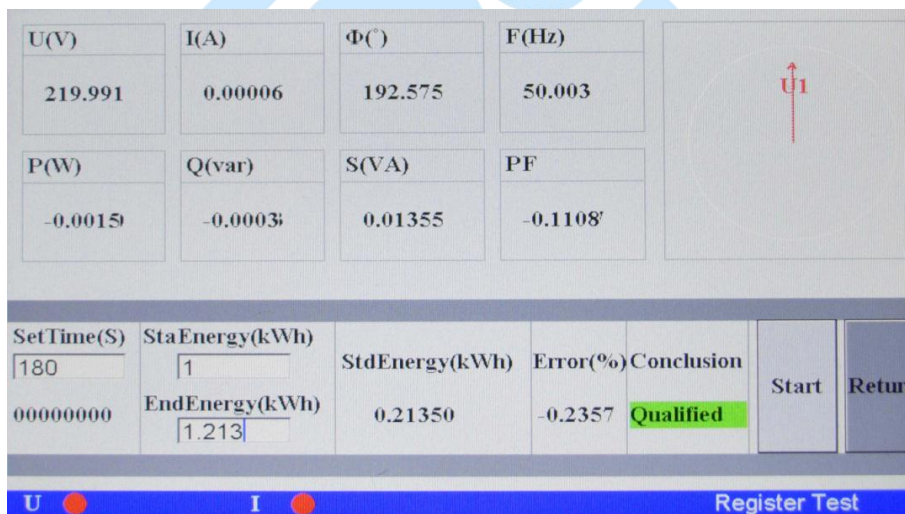 U(V) I(A) Φ(°) F(Hz)
219.991 0.00006 192.575 50.003
U1
P(W) Q(var) S(VA) PF
-0.0015 -0.0003 0.01355 -0.1108
SetTime(S) StaEnergy(kWh)
180 1
StdEnergy(kWh) Error(%) Conclusion
Start Retur
00000000 EndEnergy(kWh) 0.21350 -0.2357 Qualified
1.213
U I Register Test